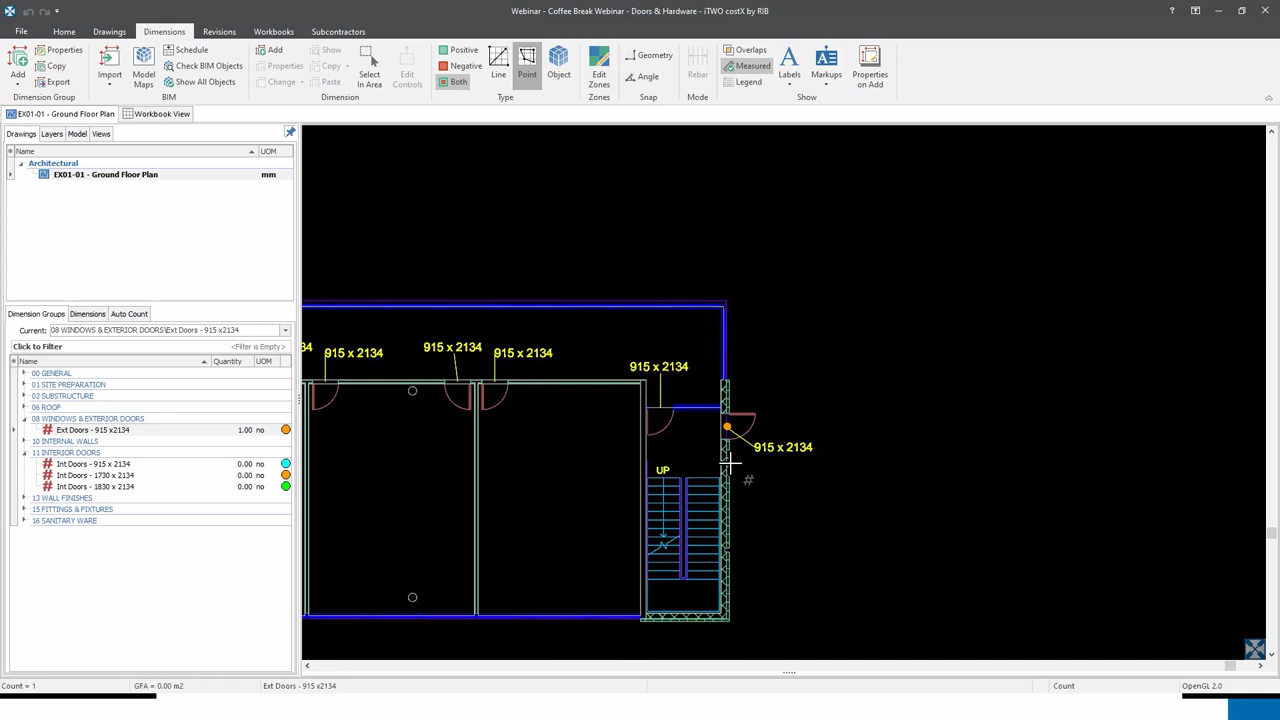 Webinar - Coffee Break Webinar - Doors & Hardware - iTWO costX by RIB
File Home Drawings Dimensions Revisions Workbooks Subcontractors
Add Properties Copy Export Import Model Maps Schedule Check BIM Objects Show All Objects Add Properties Change Show Copy Paste Select In Area Edit Controls Positive Negative Both Line Point Object Edit Zones Geometry Angle Rebar Overlaps Measured Legend Labels Markups Properties on Add
Dimension Group BIM Dimension Type Zones Snap Mode Show
EX01-01 - Ground Floor Plan Workbook View
Drawings Layers Model Views
Name UOM
Architectural
EX01-01 - Ground Floor Plan mm
Dimension Groups Dimensions Auto Count
Current: 08 WINDOWS & EXTERIOR DOORS\Ext Doors - 915 x2134
Click to Filter <Filter is Empty>
Name Quantity UOM
00 GENERAL
01 SITE PREPARATION
02 SUBSTRUCTURE
06 ROOF
08 WINDOWS & EXTERIOR DOORS
Ext Doors - 915 x2134 1.00 no
10 INTERNAL WALLS
11 INTERIOR DOORS
Int Doors - 915 x 2134 0.00 no
Int Doors - 1730 x 2134 0.00 no
Int Doors - 1830 x 2134 0.00 no
13 WALL FINISHES
15 FITTINGS & FIXTURES
16 SANITARY WARE
34 915 x 2134 915 x 2134 915 x 2134
915 x 2134
915 x 2134
UP
N
#
Count = 1 GFA = 0.00 m2 Ext Doors - 915 x2134 Count OpenGL 2.0